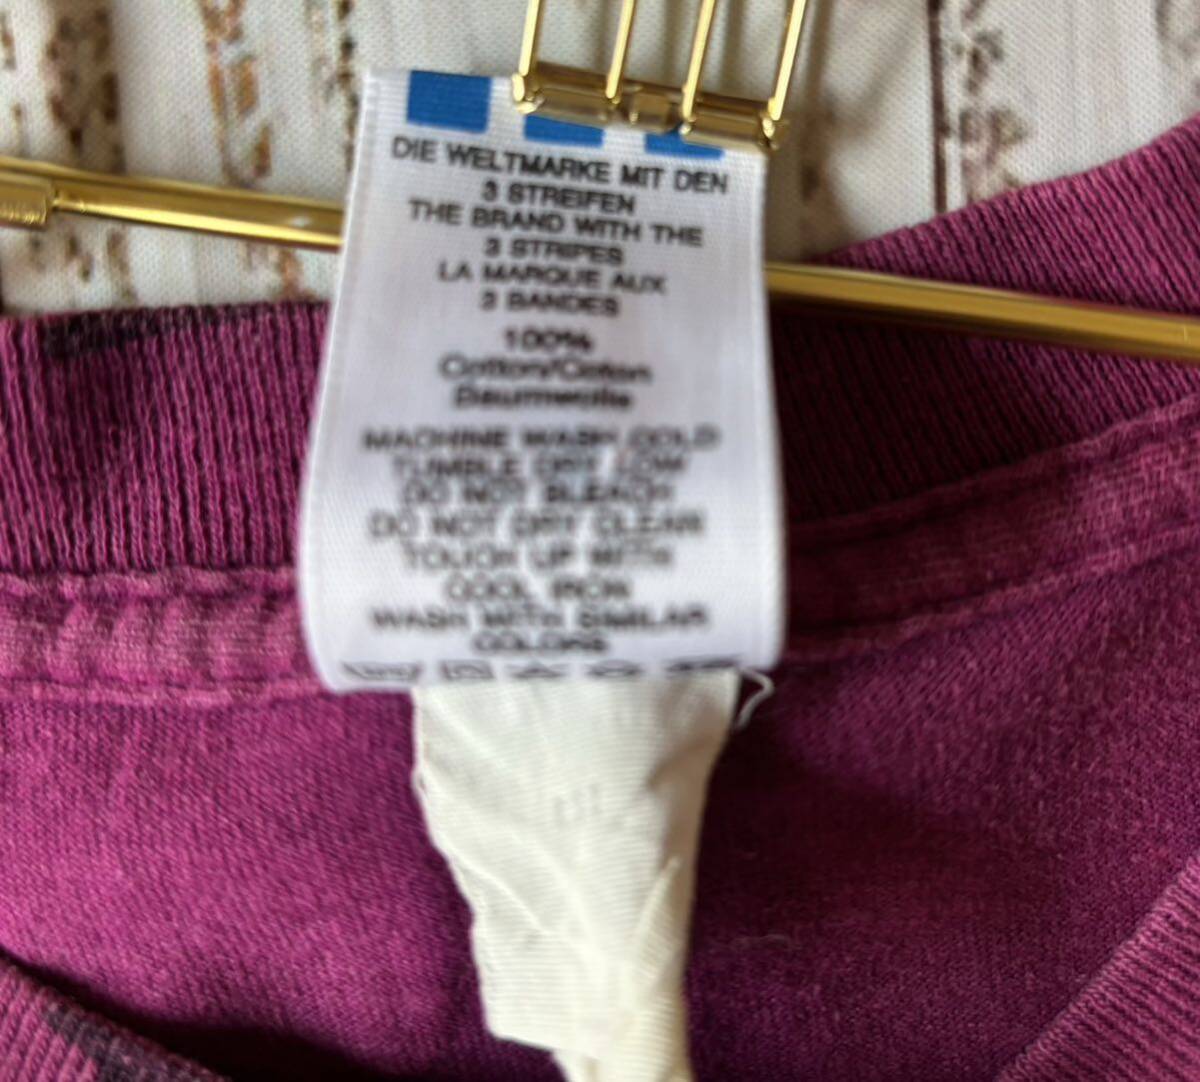 DIE WELTMARKE MIT DEN
3 STREIFEN
THE BRAND WITH THE
3 STRIPES
LA MARQUE AUX
3 BANDES
100%
Cotton/Coton
Baumwolle
MACHINE WASH COLD
TUMBLE DRY LOW
DO NOT BLEACH
DO NOT DRY CLEAN
TOUCH UP WITH
COOL IRON
WASH WITH SIMILAR
COLORS